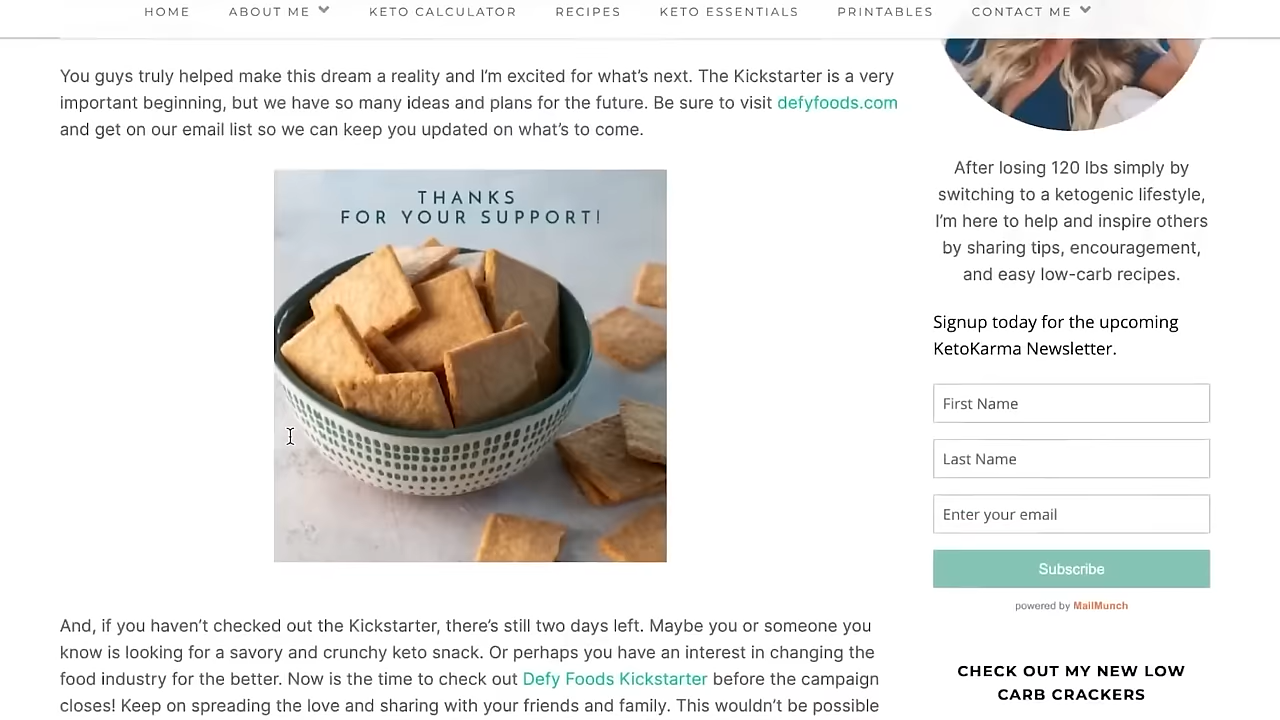 HOME ABOUT ME KETO CALCULATOR RECIPES KETO ESSENTIALS PRINTABLES CONTACT ME
You guys truly helped make this dream a reality and I’m excited for what’s next. The Kickstarter is a very
important beginning, but we have so many ideas and plans for the future. Be sure to visit defyfoods.com
and get on our email list so we can keep you updated on what’s to come.
THANKS
FOR YOUR SUPPORT!
And, if you haven’t checked out the Kickstarter, there’s still two days left. Maybe you or someone you
know is looking for a savory and crunchy keto snack. Or perhaps you have an interest in changing the
food industry for the better. Now is the time to check out Defy Foods Kickstarter before the campaign
closes! Keep on spreading the love and sharing with your friends and family. This wouldn’t be possible
After losing 120 lbs simply by
switching to a ketogenic lifestyle,
I’m here to help and inspire others
by sharing tips, encouragement,
and easy low-carb recipes.
Signup today for the upcoming
KetoKarma Newsletter.
First Name
Last Name
Enter your email
Subscribe
powered by MailMunch
CHECK OUT MY NEW LOW
CARB CRACKERS